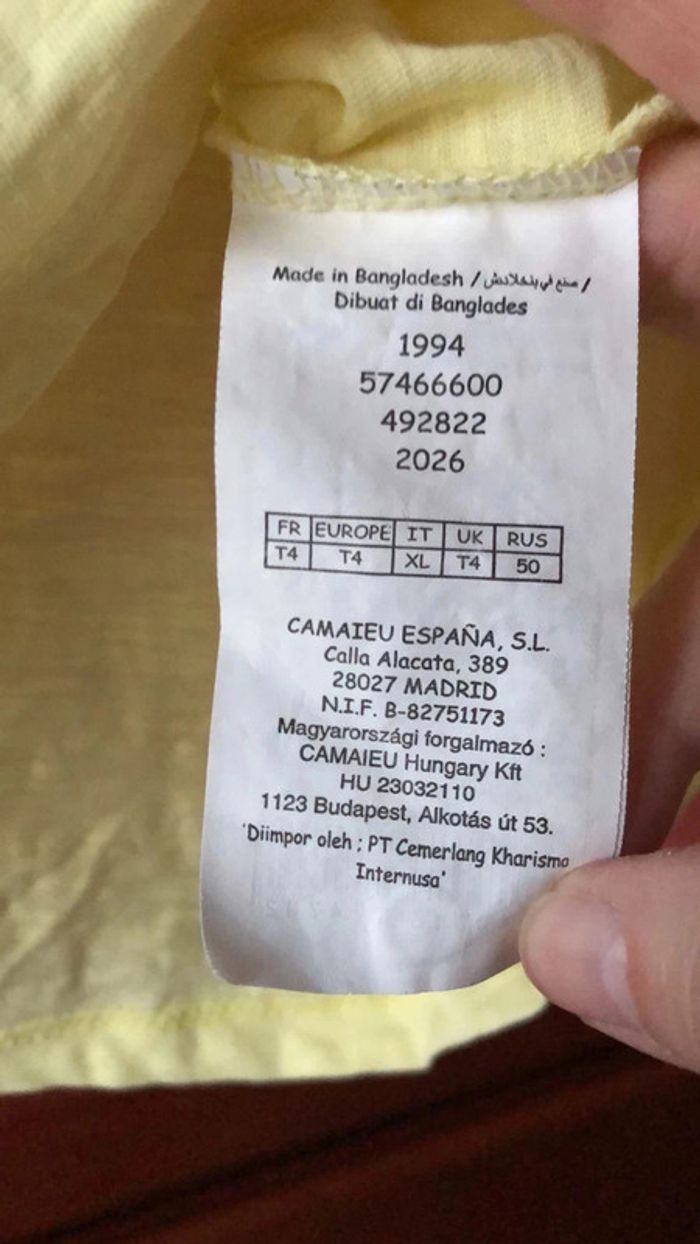 Made in Bangladesh / صنع في بنغلادش /
Dibuat di Banglades
1994
57466600
492822
2026
FR EUROPE IT UK RUS
T4 T4 XL T4 50
CAMAIEU ESPAÑA, S.L.
Calla Alacata, 389
28027 MADRID
N.I.F. B-82751173
Magyarországi forgalmazó :
CAMAIEU Hungary Kft
HU 23032110
1123 Budapest, Alkotás út 53.
'Diimpor oleh : PT Cemerlang Kharisma
Internusa'